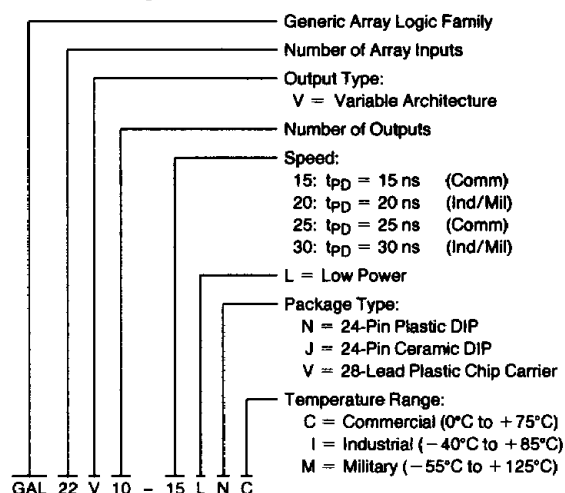 Generic Array Logic Family
Number of Array Inputs
Output Type:
V = Variable Architecture
Number of Outputs
Speed:
15: tPD = 15 ns (Comm)
20: tPD = 20 ns (Ind/Mil)
25: tPD = 25 ns (Comm)
30: tPD = 30 ns (Ind/Mil)
L = Low Power
Package Type:
N = 24-Pin Plastic DIP
J = 24-Pin Ceramic DIP
V = 28-Lead Plastic Chip Carrier
Temperature Range:
C = Commercial (0°C to +75°C)
I = Industrial (−40°C to +85°C)
M = Military (−55°C to +125°C)
GAL 22 V 10 – 15 L N C